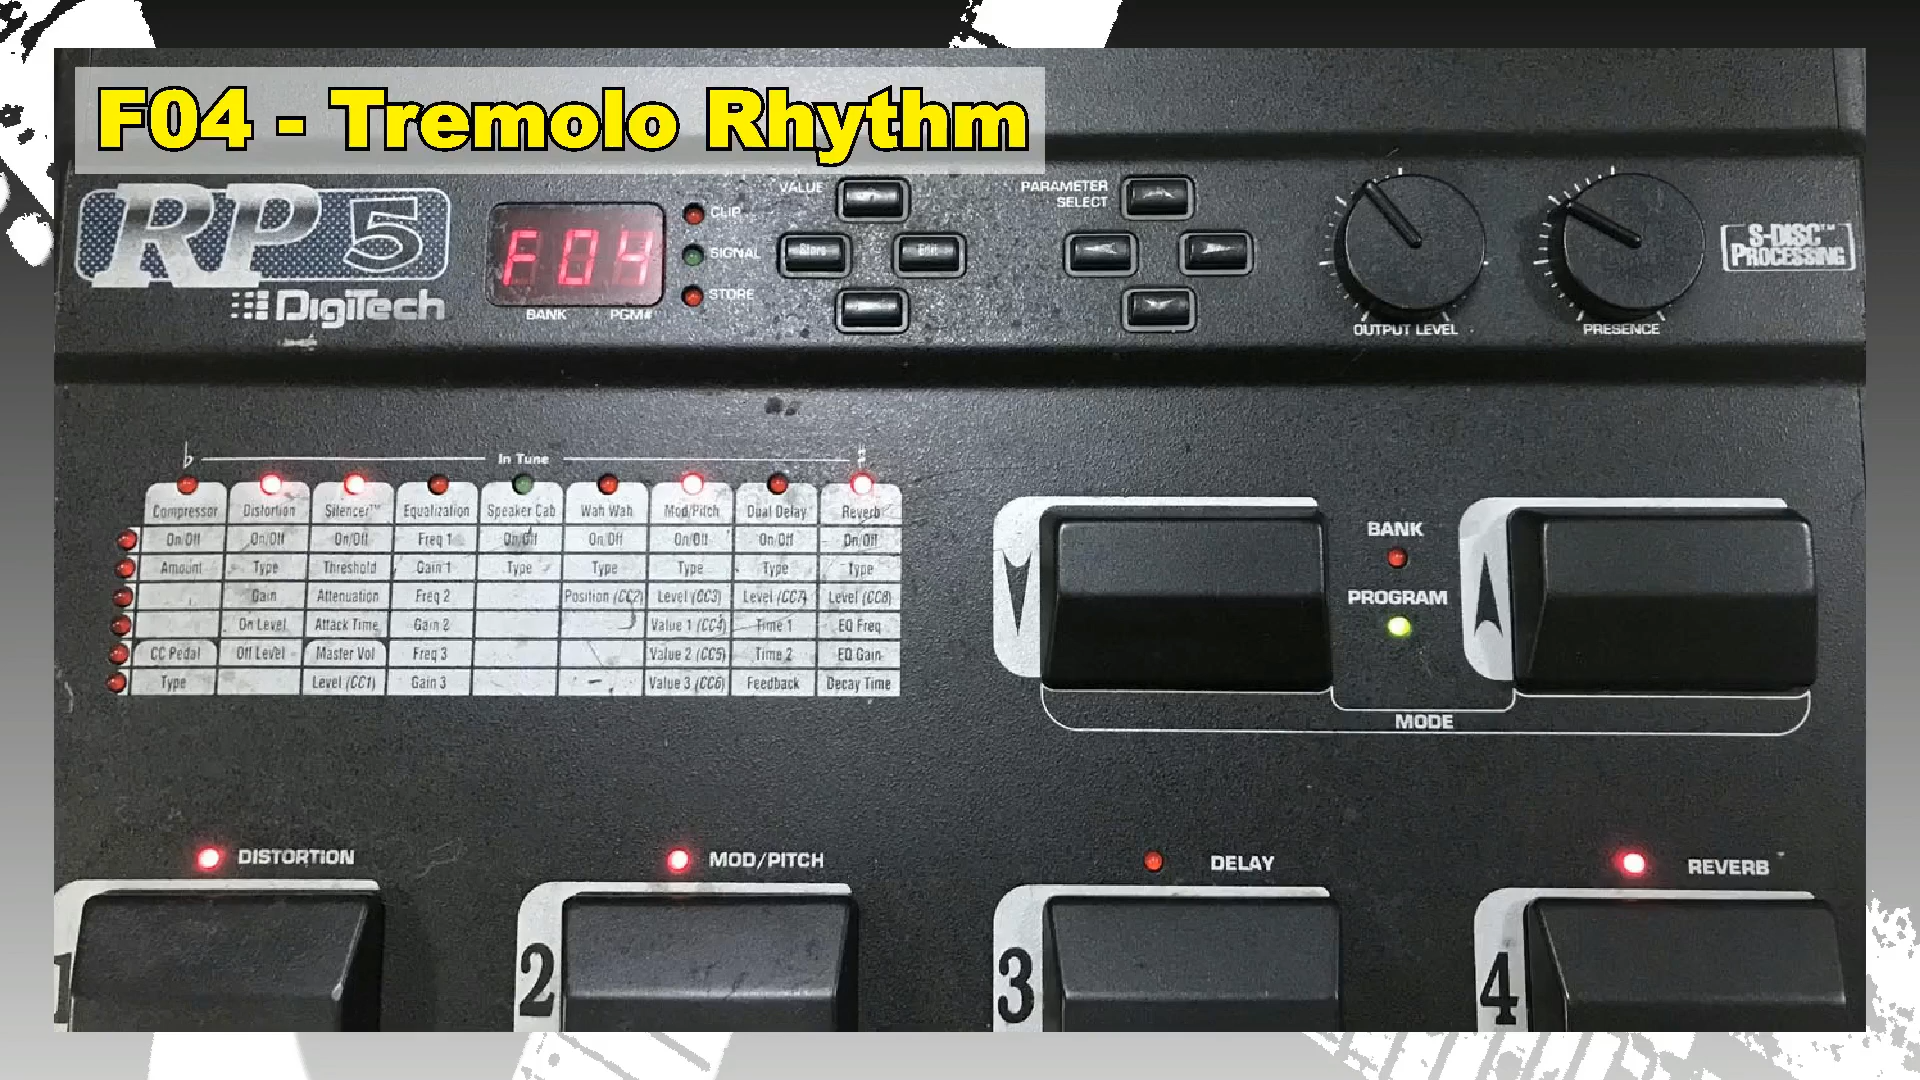 F04 - Tremolo Rhythm
RP 5
DigiTech
F04
BANK PGM#
CLIP
SIGNAL
STORE
VALUE
Store
Edit
PARAMETER
SELECT
OUTPUT LEVEL
PRESENCE
S-DISC™
PROCESSING
♭ In Tune ♯
Compressor Distortion Silencer™ Equalization Speaker Cab Wah Wah Mod/Pitch Dual Delay Reverb
On/Off On/Off On/Off Freq 1 On/Off On/Off On/Off On/Off On/Off
Amount Type Threshold Gain 1 Type Type Type Type Type
Gain Attenuation Freq 2 Position (CC2) Level (CC3) Level (CC7) Level (CC8)
On Level Attack Time Gain 2 Value 1 (CC4) Time 1 EQ Freq
CC Pedal Off Level Master Vol Freq 3 Value 2 (CC5) Time 2 EQ Gain
Type Level (CC1) Gain 3 Value 3 (CC6) Feedback Decay Time
BANK
PROGRAM
MODE
DISTORTION
MOD/PITCH
DELAY
REVERB
1
2
3
4